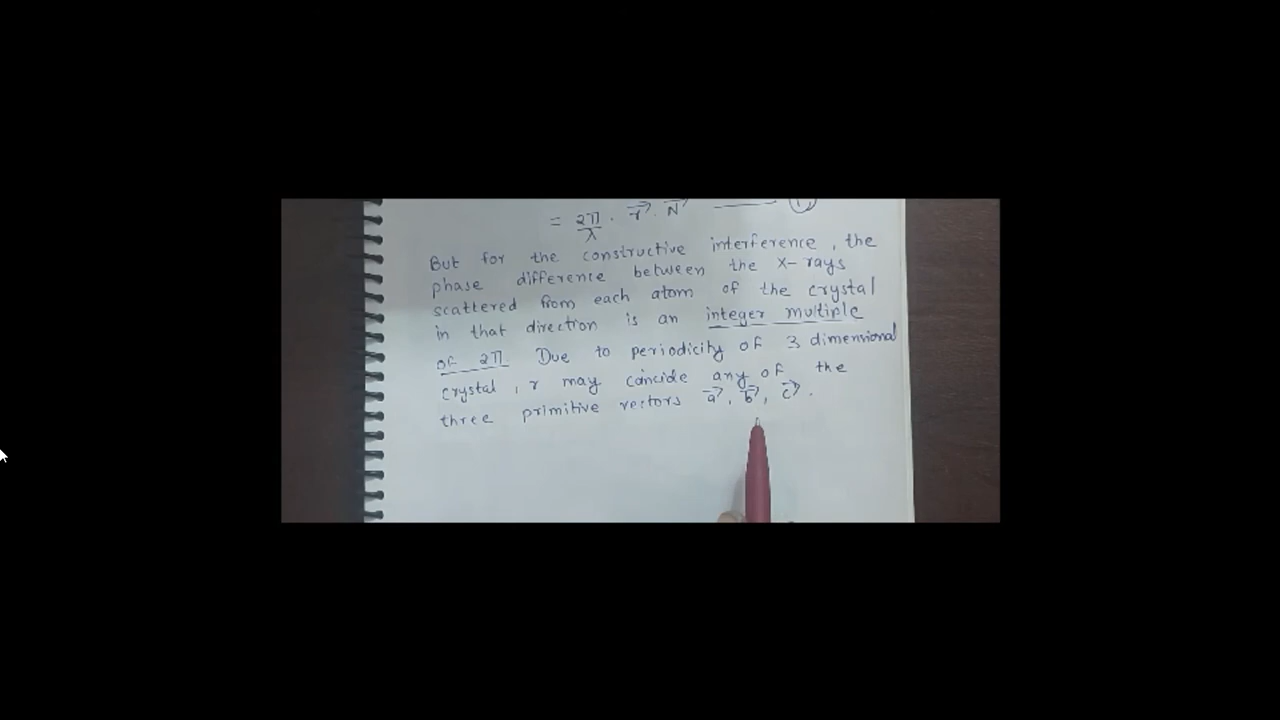 = 2π/λ · r⃗ · N⃗ ——— (1)
But for the constructive interference, the
phase difference between the X-rays
scattered from each atom of the crystal
in that direction is an integer multiple
of 2π. Due to periodicity of 3 dimensional
crystal, r may concide any of the
three primitive vectors a⃗, b⃗, c⃗.